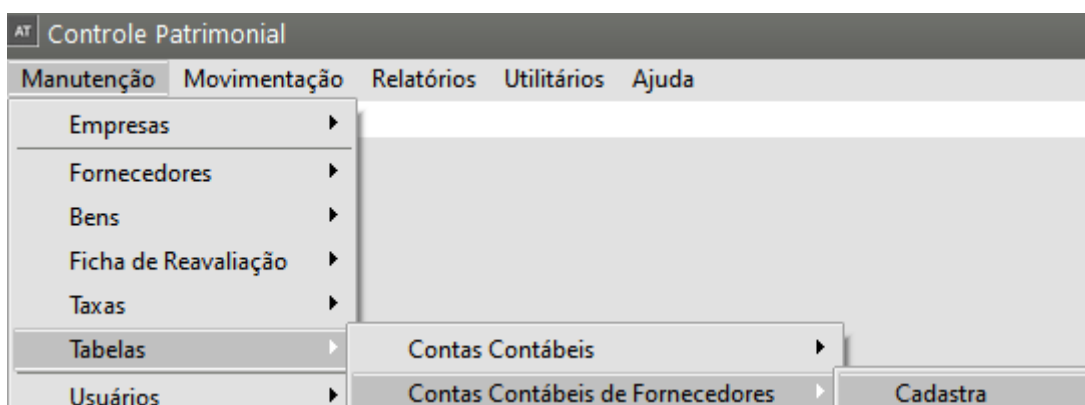 AT Controle Patrimonial
Manutenção Movimentação Relatórios Utilitários Ajuda
Empresas
Fornecedores
Bens
Ficha de Reavaliação
Taxas
Tabelas Contas Contábeis
Usuários Contas Contábeis de Fornecedores Cadastra